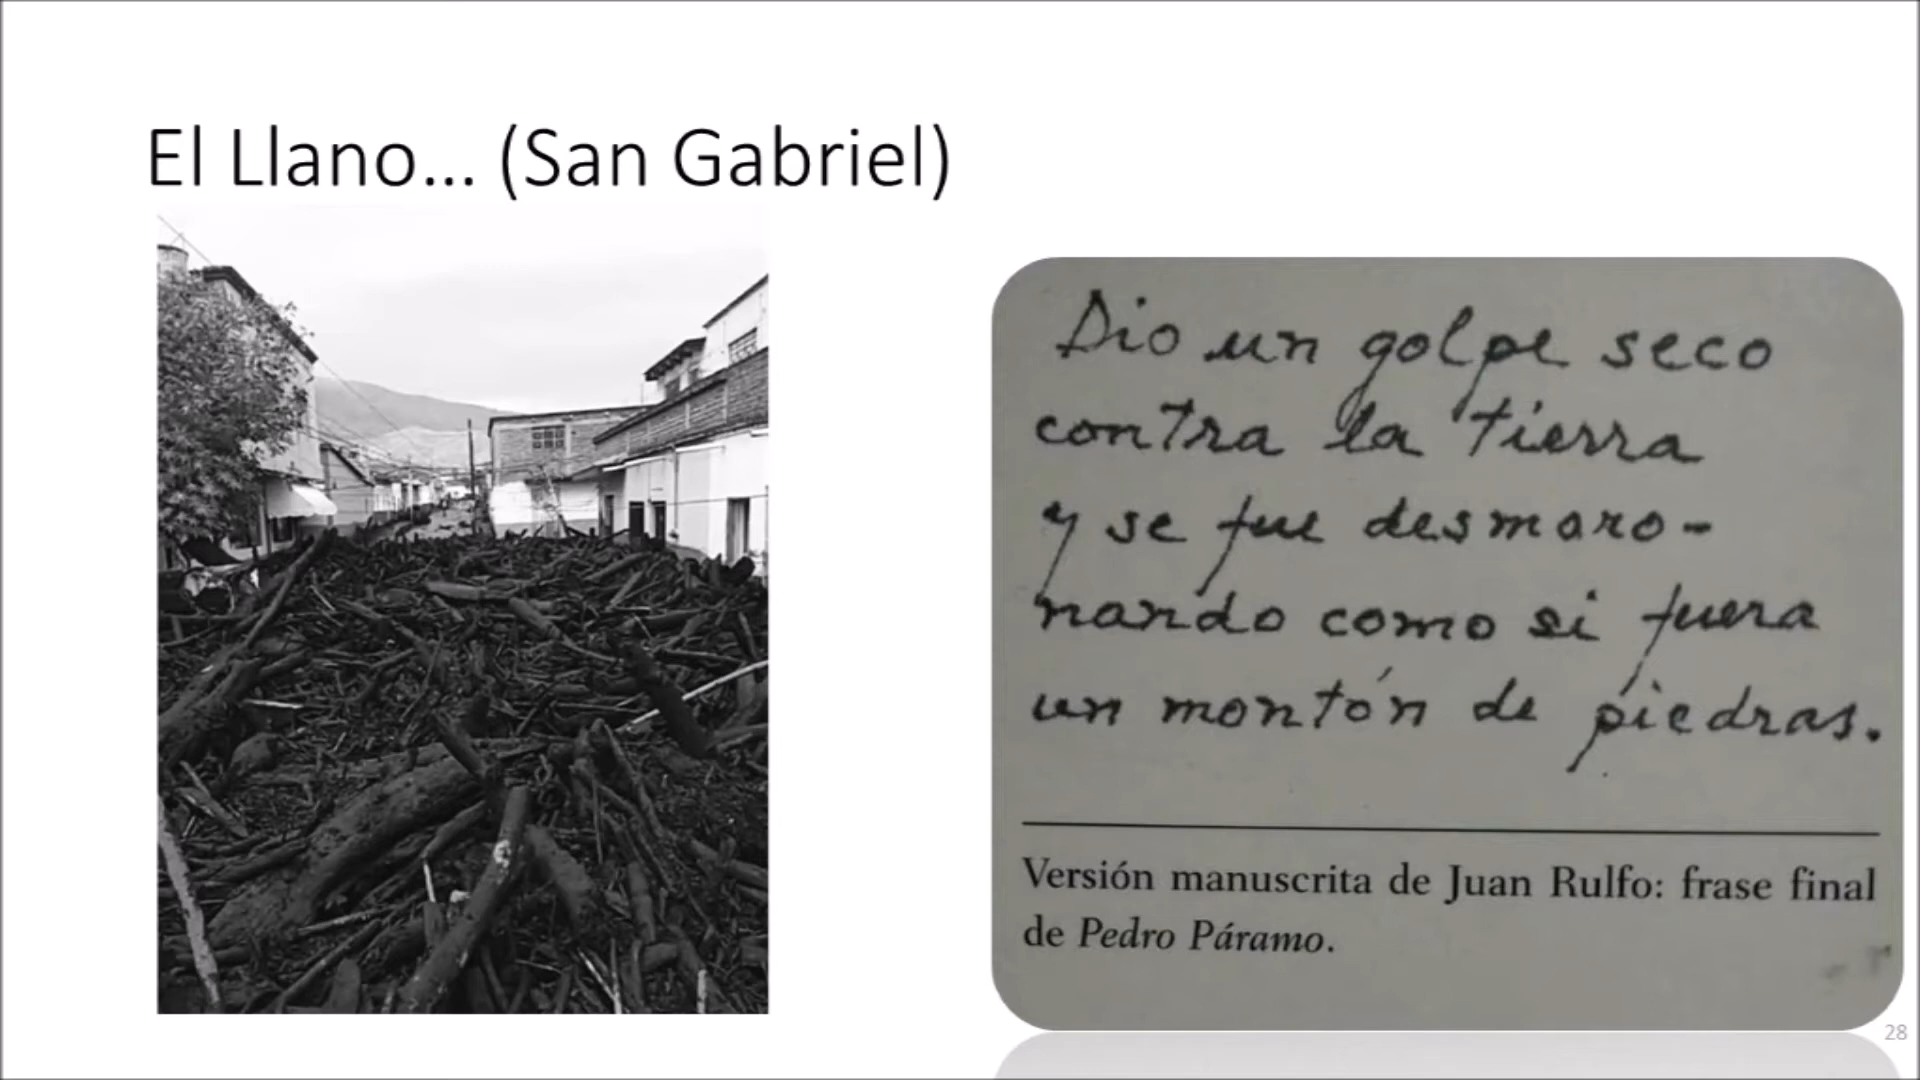 El Llano... (San Gabriel)
Dio un golpe seco
contra la tierra
y se fue desmoro-
nando como si fuera
un montón de piedras.
Versión manuscrita de Juan Rulfo: frase final
de Pedro Páramo.
28